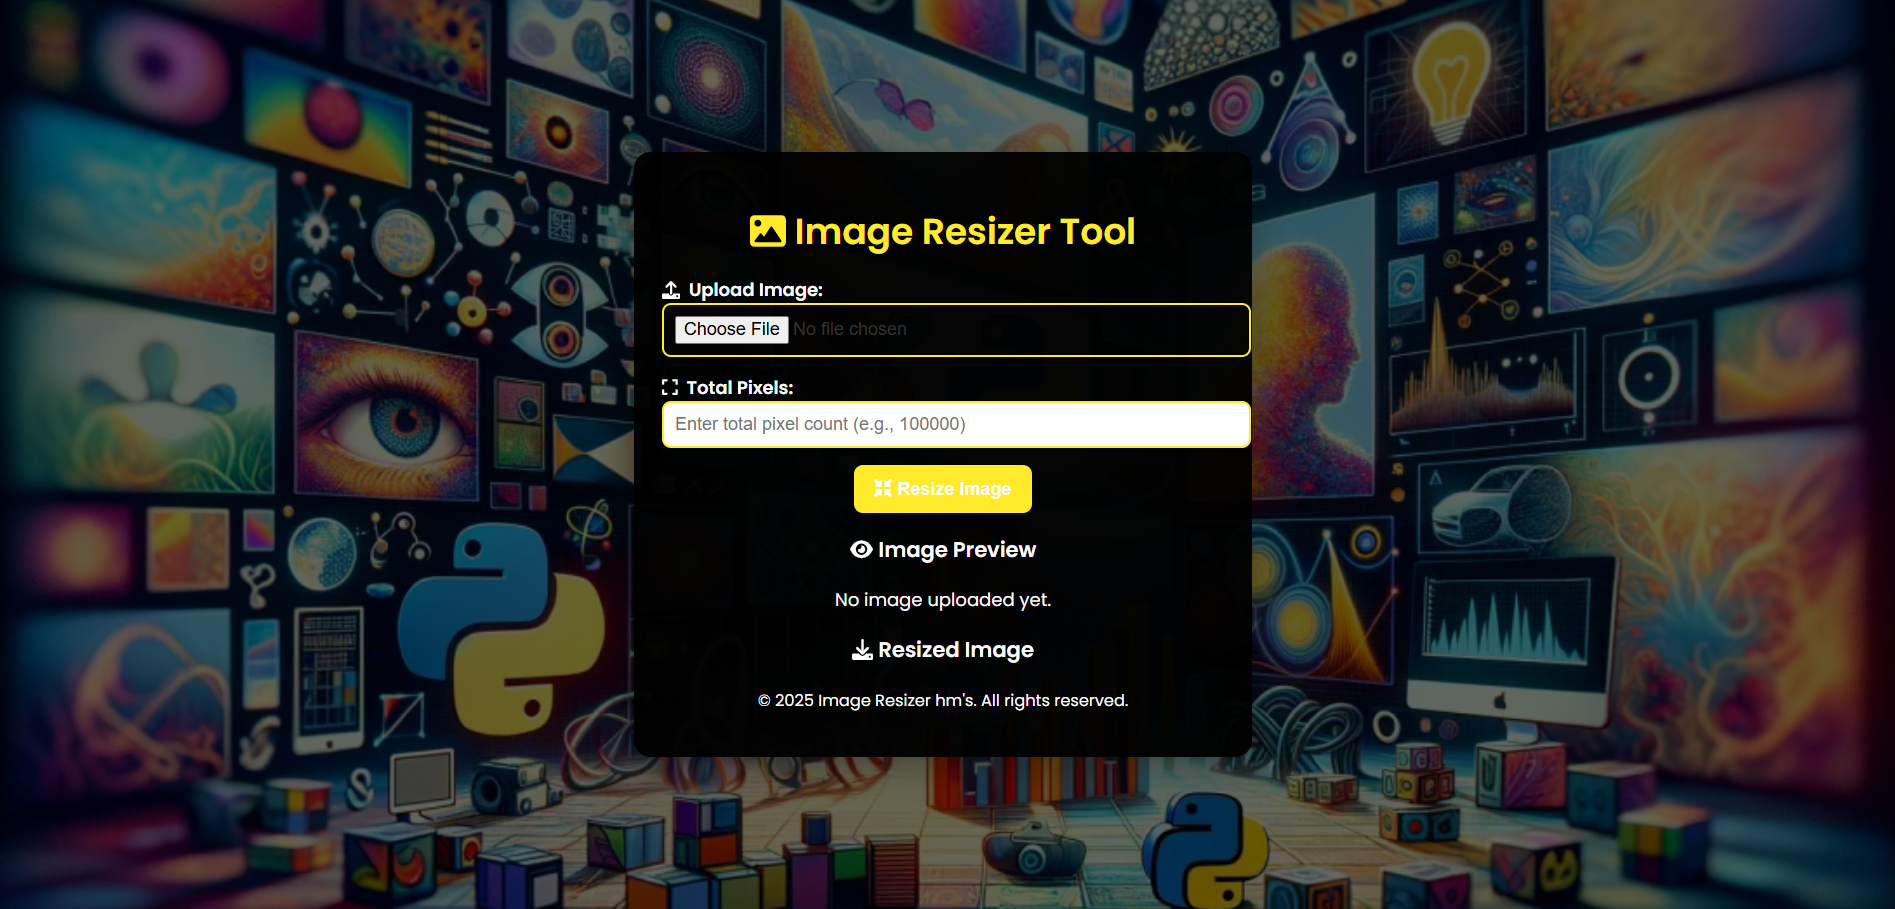 Image Resizer Tool
Upload Image:
Choose File No file chosen
Total Pixels:
Enter total pixel count (e.g., 100000)
Resize Image
Image Preview
No image uploaded yet.
Resized Image
© 2025 Image Resizer hm's. All rights reserved.